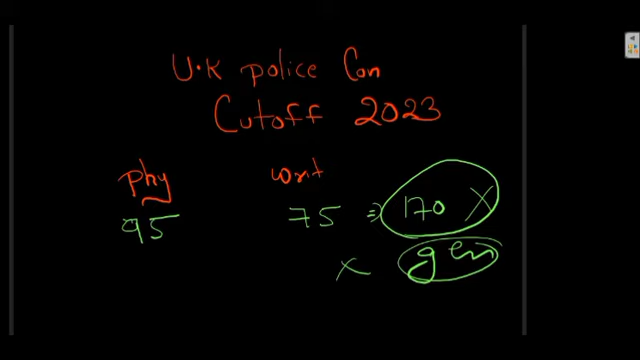 U.K police Con
Cutoff 2023
phy writ
95 75 ⇒ 170 X
x gen